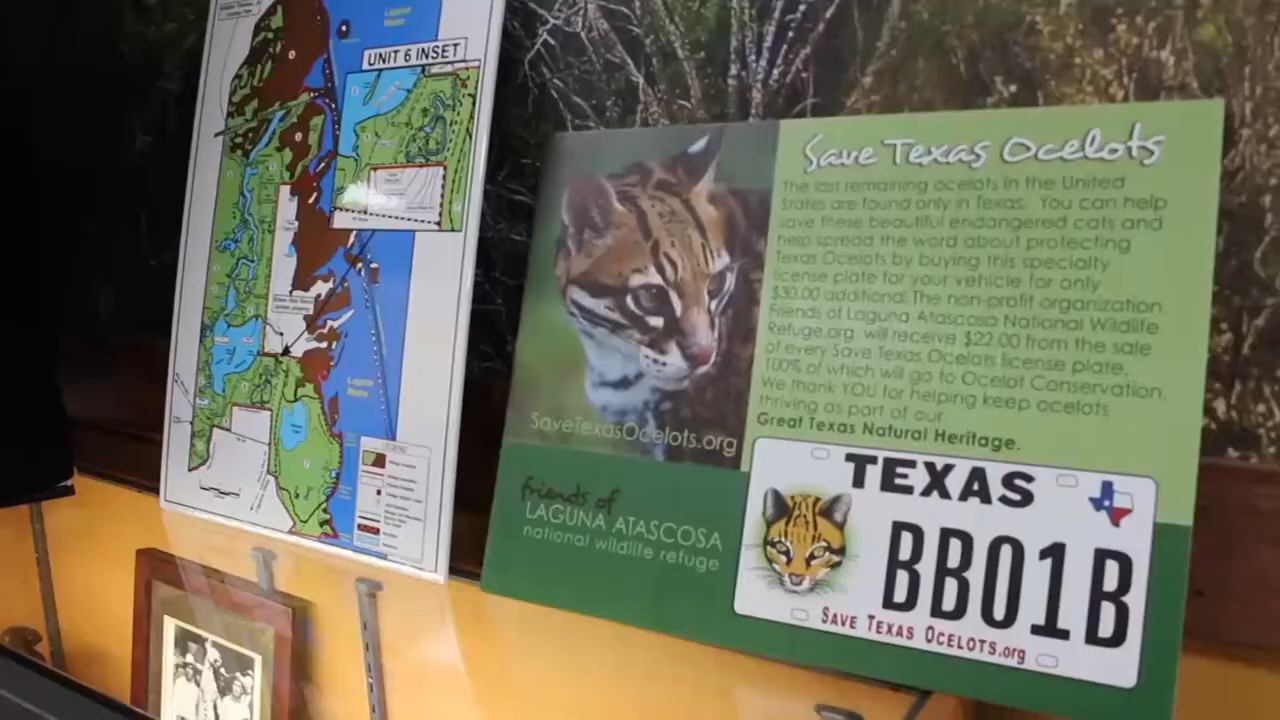 Laguna
Madre
UNIT 6 INSET
Laguna
Madre
LEGEND
Save Texas Ocelots
The last remaining ocelots in the United
States are found only in Texas. You can help
save these beautiful endangered cats and
help spread the word about protecting
Texas Ocelots by buying this specialty
license plate for your vehicle for only
$30.00 additional. The non-profit organization,
Friends of Laguna Atascosa National Wildlife
Refuge.org will receive $22.00 from the sale
of every Save Texas Ocelots license plate,
100% of which will go to Ocelot Conservation.
We thank YOU for helping keep ocelots
thriving as part of our
Great Texas Natural Heritage.
SaveTexasOcelots.org
friends of
LAGUNA ATASCOSA
national wildlife refuge
TEXAS
BB01B
SAVE TEXAS OCELOTS.org